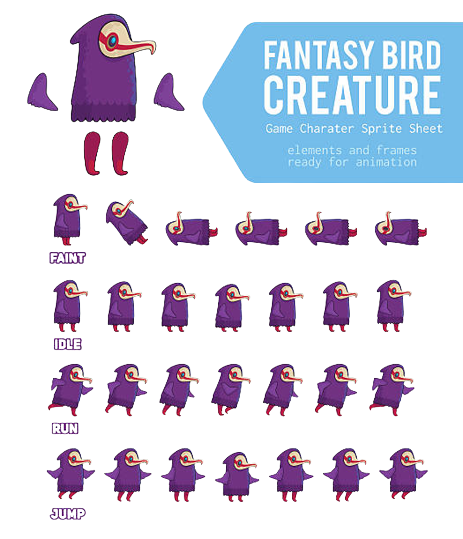 FANTASY BIRD
CREATURE
Game Charater Sprite Sheet
elements and frames
ready for animation
FAINT
IDLE
RUN
JUMP